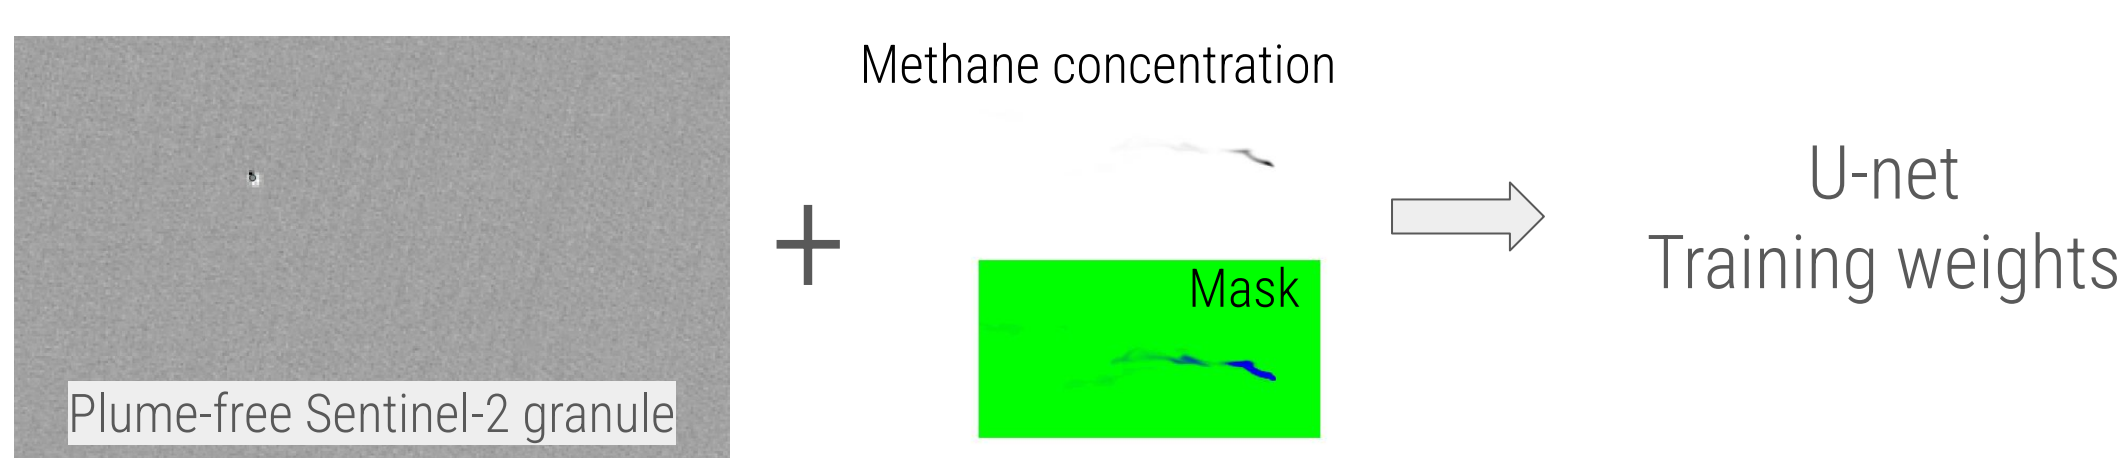 Methane concentration
Plume-free Sentinel-2 granule
+
Mask
U-net
Training weights